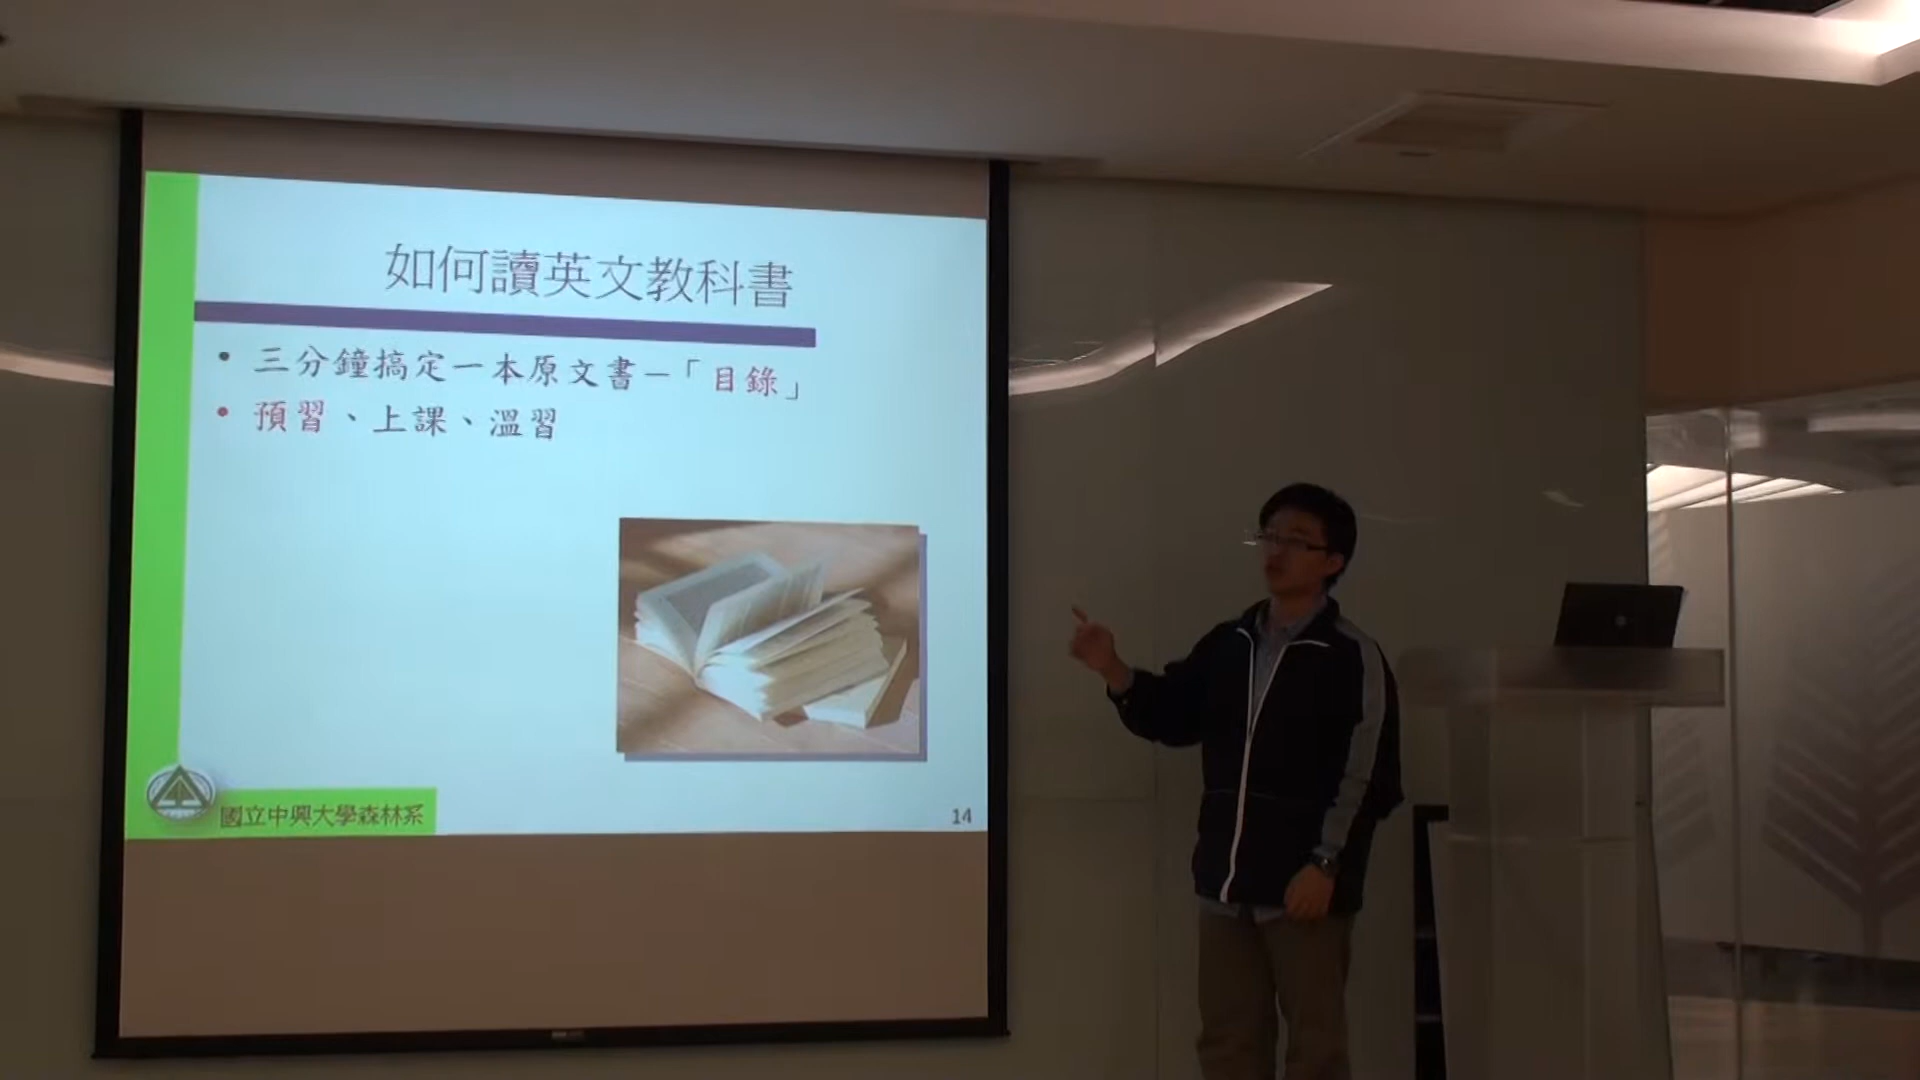 如何讀英文教科書
• 三分鐘搞定一本原文書–「目錄」
• 預習、上課、溫習
國立中興大學森林系
14